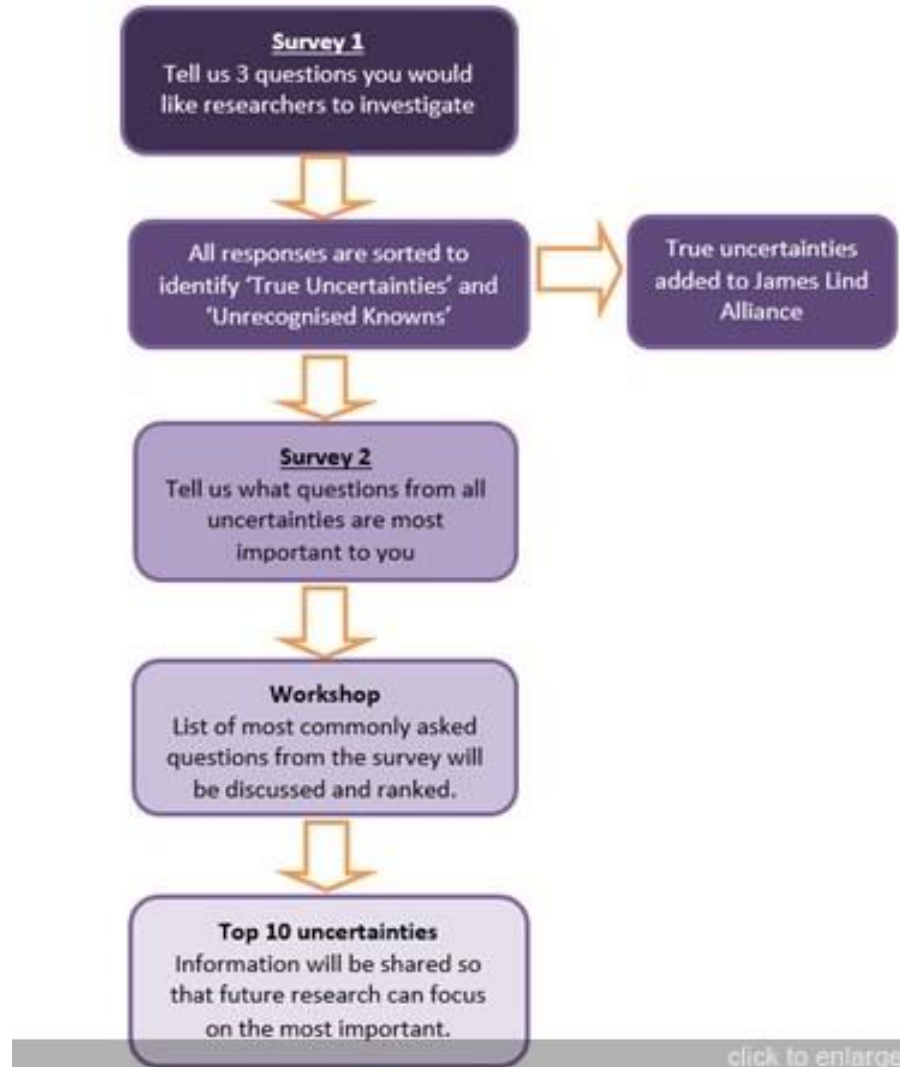 Survey 1
Tell us 3 questions you would
like researchers to investigate
All responses are sorted to
identify ‘True Uncertainties’ and
‘Unrecognised Knowns’
True uncertainties
added to James Lind
Alliance
Survey 2
Tell us what questions from all
uncertainties are most
important to you
Workshop
List of most commonly asked
questions from the survey will
be discussed and ranked.
Top 10 uncertainties
Information will be shared so
that future research can focus
on the most important.
click to enlarge